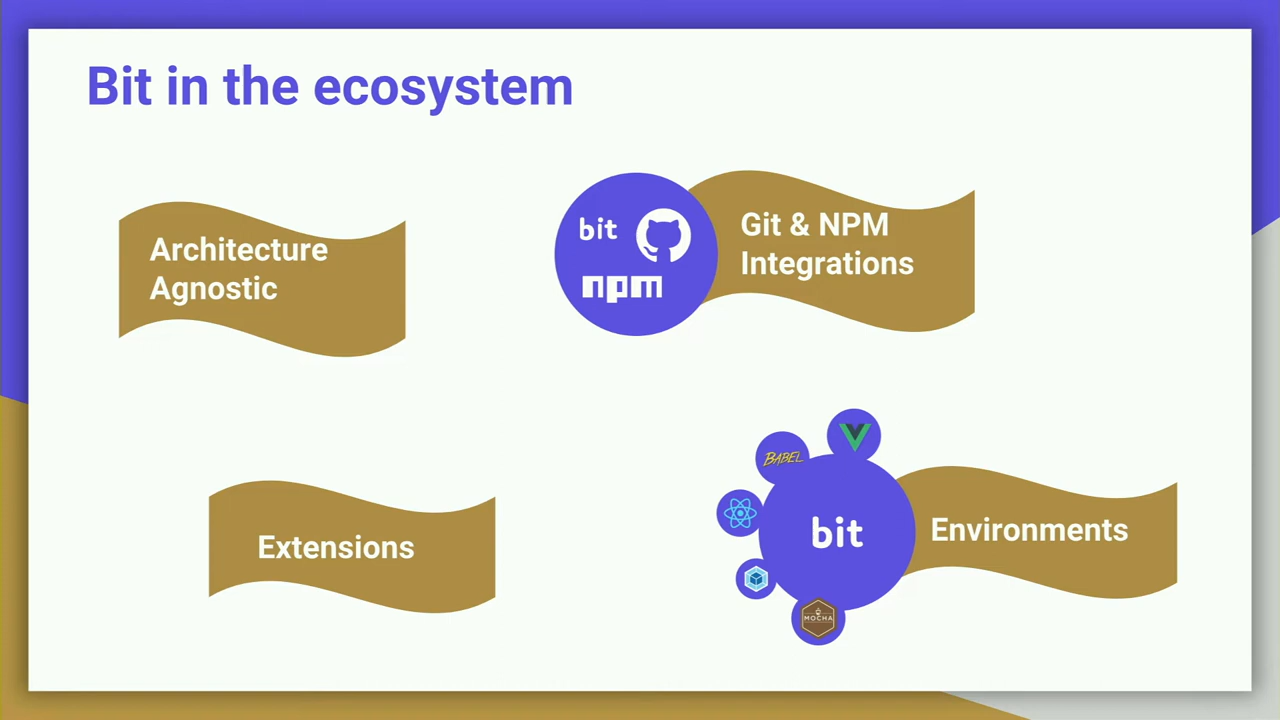 Bit in the ecosystem
Architecture
Agnostic
bit
npm
Git & NPM
Integrations
Extensions
BABEL
bit
Environments
MOCHA